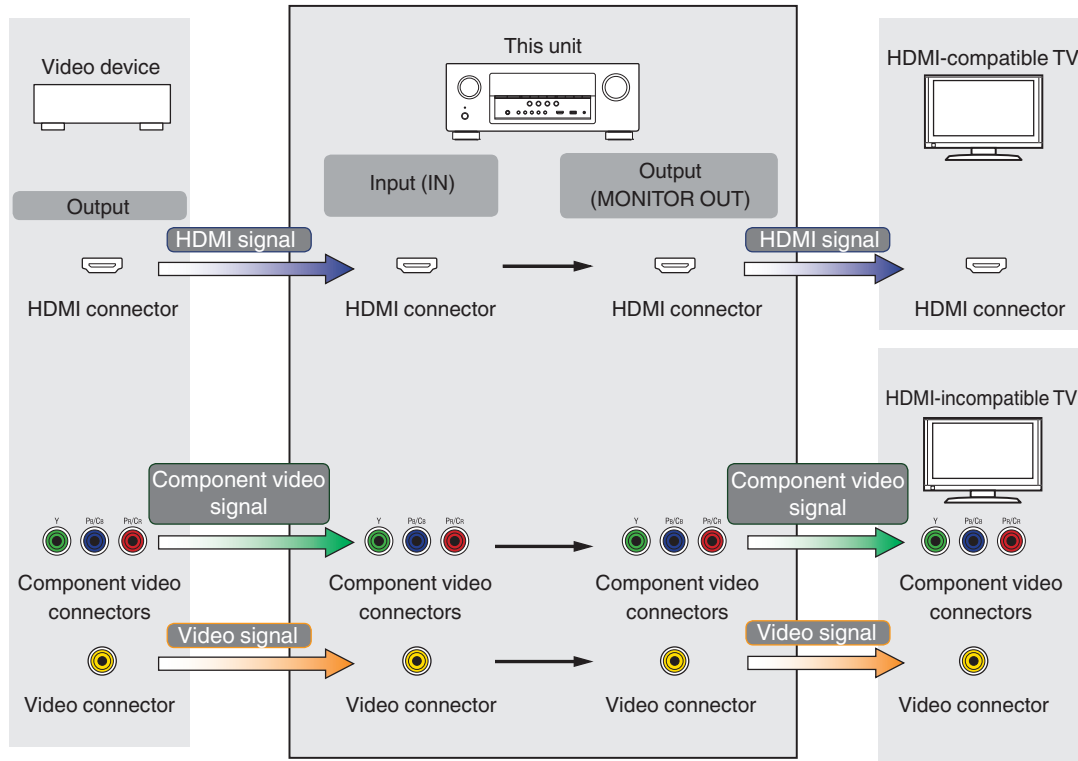 This unit
Video device
HDMI-compatible TV
Input (IN)
Output
(MONITOR OUT)
Output
HDMI signal
HDMI signal
HDMI connector
HDMI connector
HDMI connector
HDMI connector
HDMI-incompatible TV
Component video
signal
Component video
signal
Y PB/CB PR/CR
Y PB/CB PR/CR
Y PB/CB PR/CR
Y PB/CB PR/CR
Component video
connectors
Component video
connectors
Component video
connectors
Component video
connectors
Video signal
Video signal
Video connector
Video connector
Video connector
Video connector